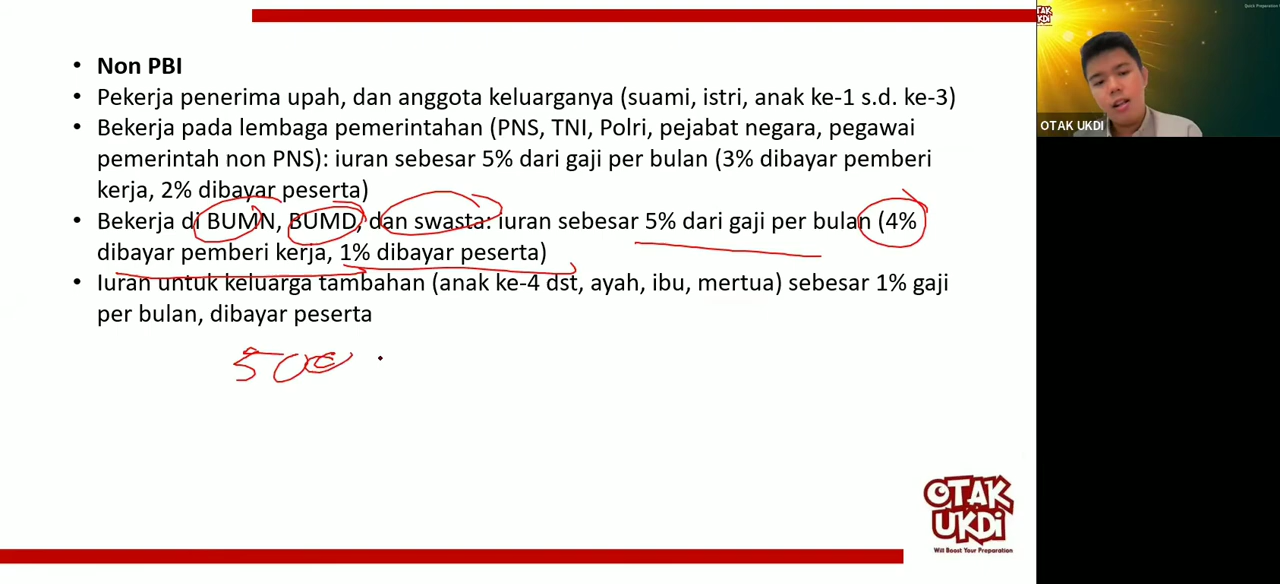 Non PBI
Pekerja penerima upah, dan anggota keluarganya (suami, istri, anak ke-1 s.d. ke-3)
Bekerja pada lembaga pemerintahan (PNS, TNI, Polri, pejabat negara, pegawai
pemerintah non PNS): iuran sebesar 5% dari gaji per bulan (3% dibayar pemberi
kerja, 2% dibayar peserta)
Bekerja di BUMN, BUMD, dan swasta: iuran sebesar 5% dari gaji per bulan (4%
dibayar pemberi kerja, 1% dibayar peserta)
Iuran untuk keluarga tambahan (anak ke-4 dst, ayah, ibu, mertua) sebesar 1% gaji
per bulan, dibayar peserta
500
OTAK
UKDI
Will Boost Your Preparation
OTAK
UKDI
Quick Preparation
OTAK UKDI